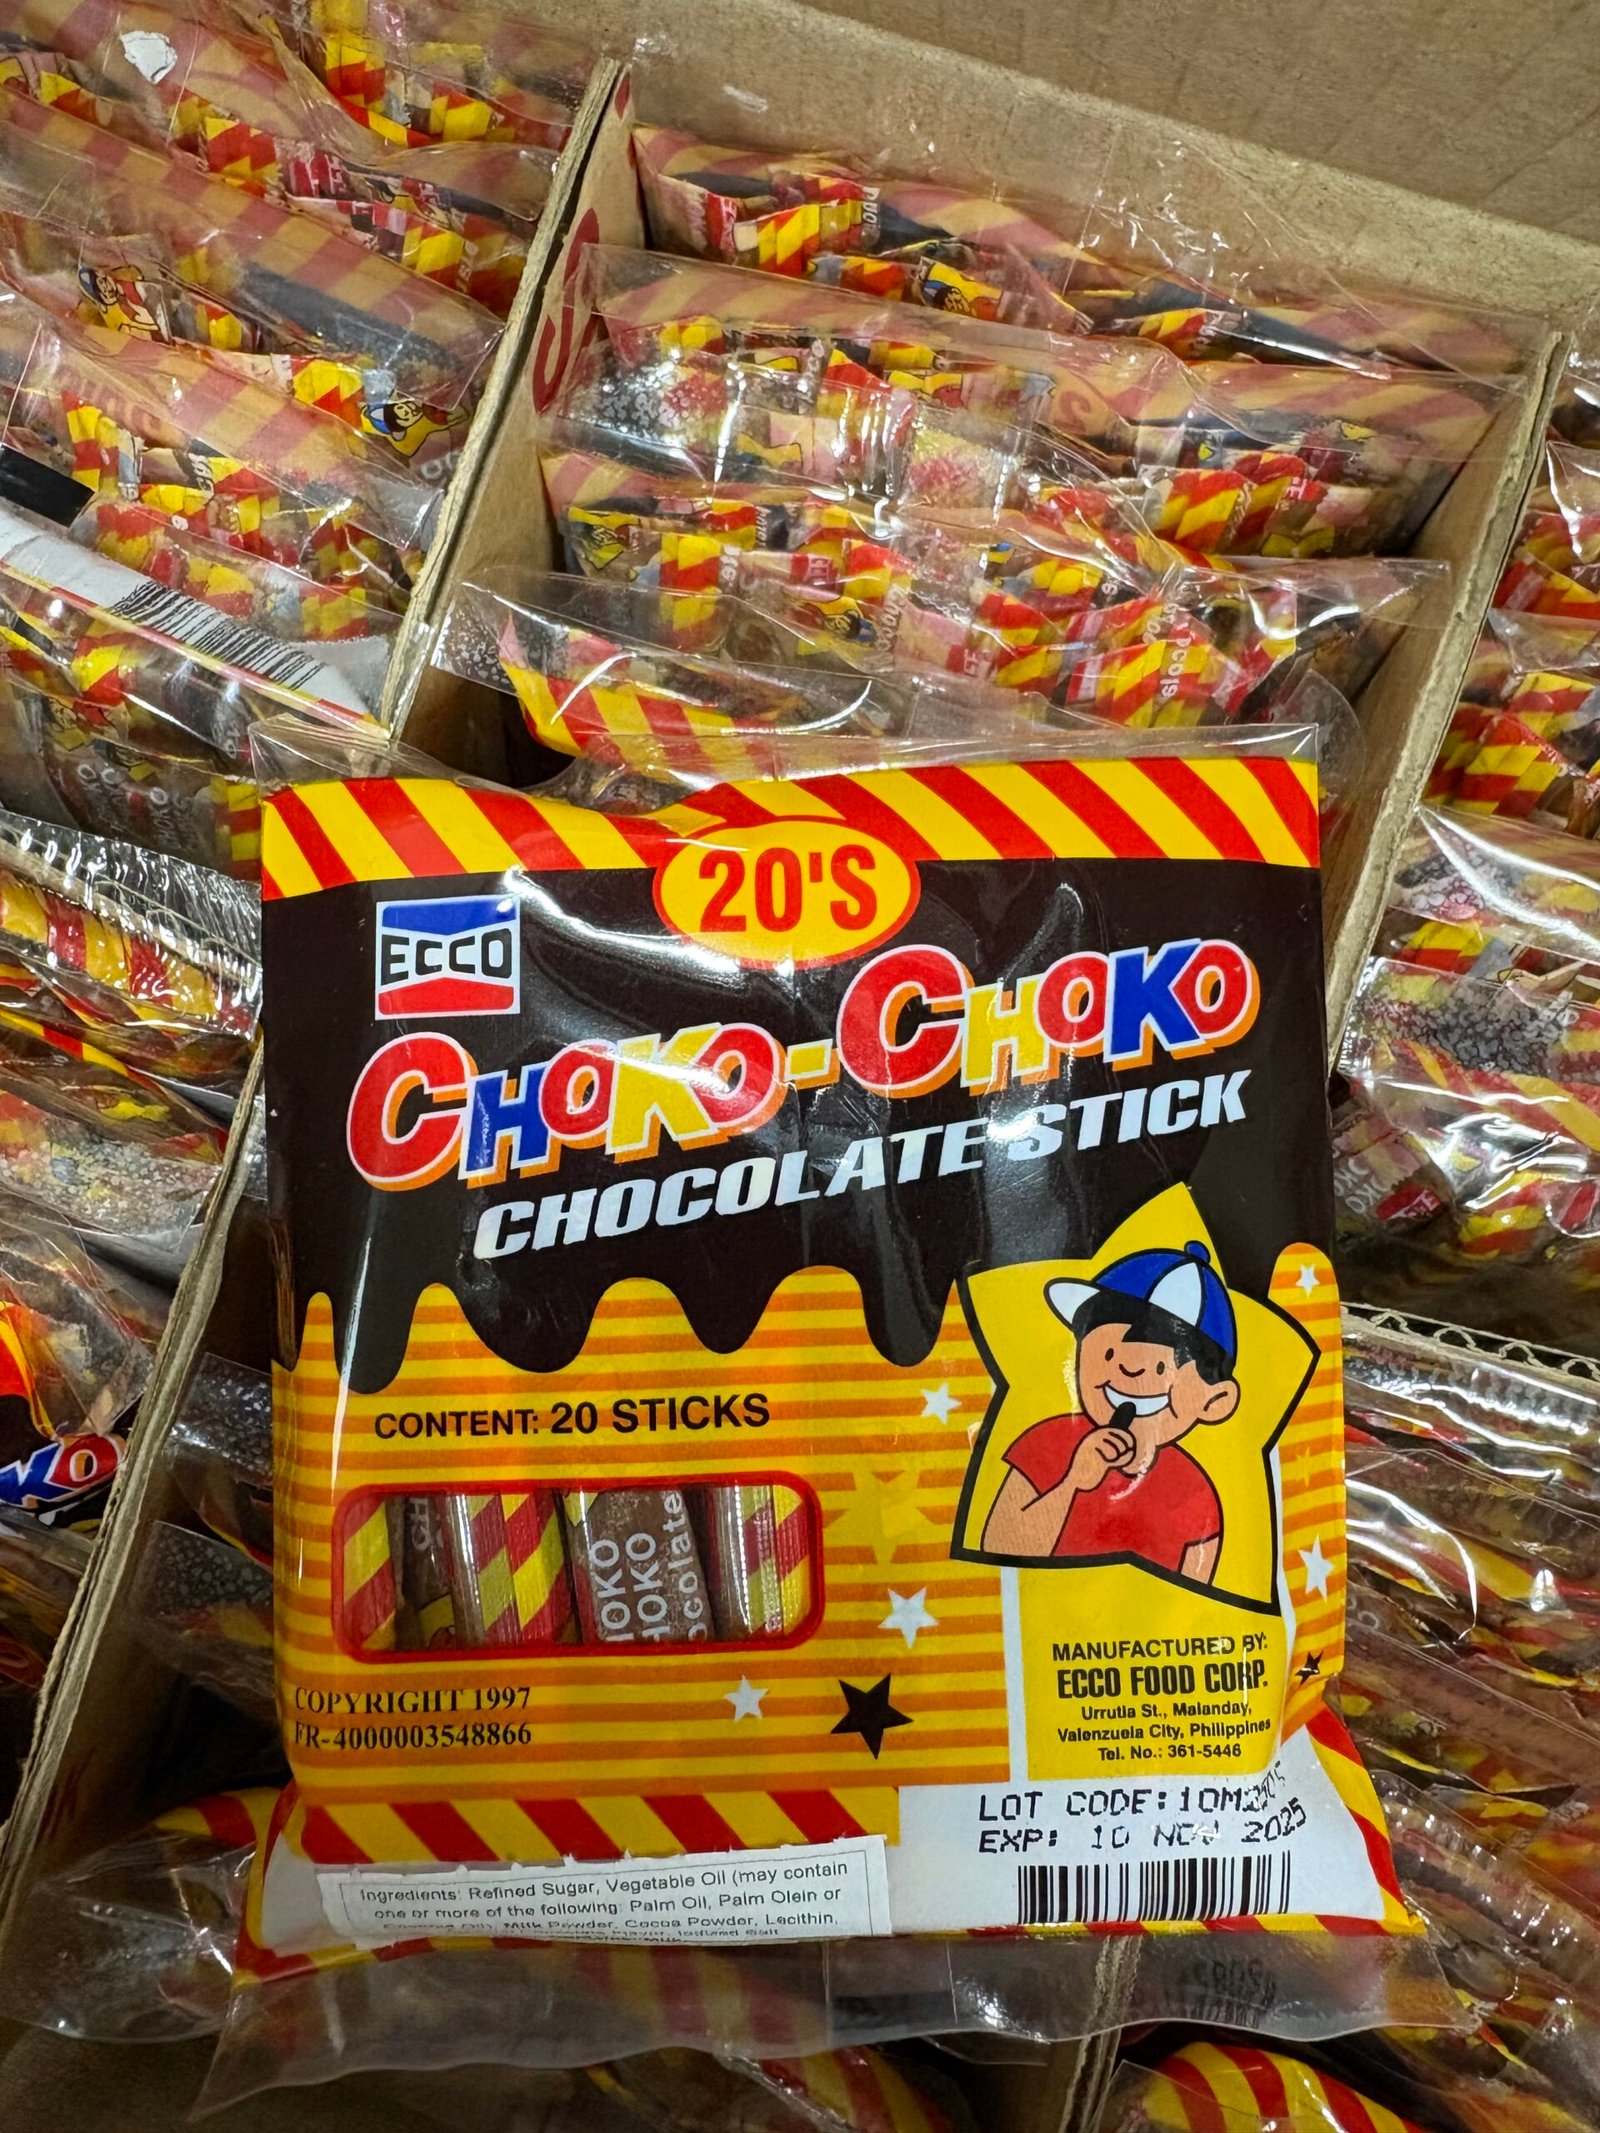 20'S
ECCO
CHOKO-CHOKO
CHOCOLATE STICK
CONTENT: 20 STICKS
COPYRIGHT 1997
FR-4000003548866
MANUFACTURED BY:
ECCO FOOD CORP.
Urrutia St., Malanday,
Valenzuela City, Philippines
Tel. No.: 361-5446
LOT CODE:10M
EXP: 10 NOV 2025
Ingredients: Refined Sugar, Vegetable Oil (may contain
one or more of the following: Palm Oil, Palm Olein or
Milk Powder, Cocoa Powder, Lecithin,